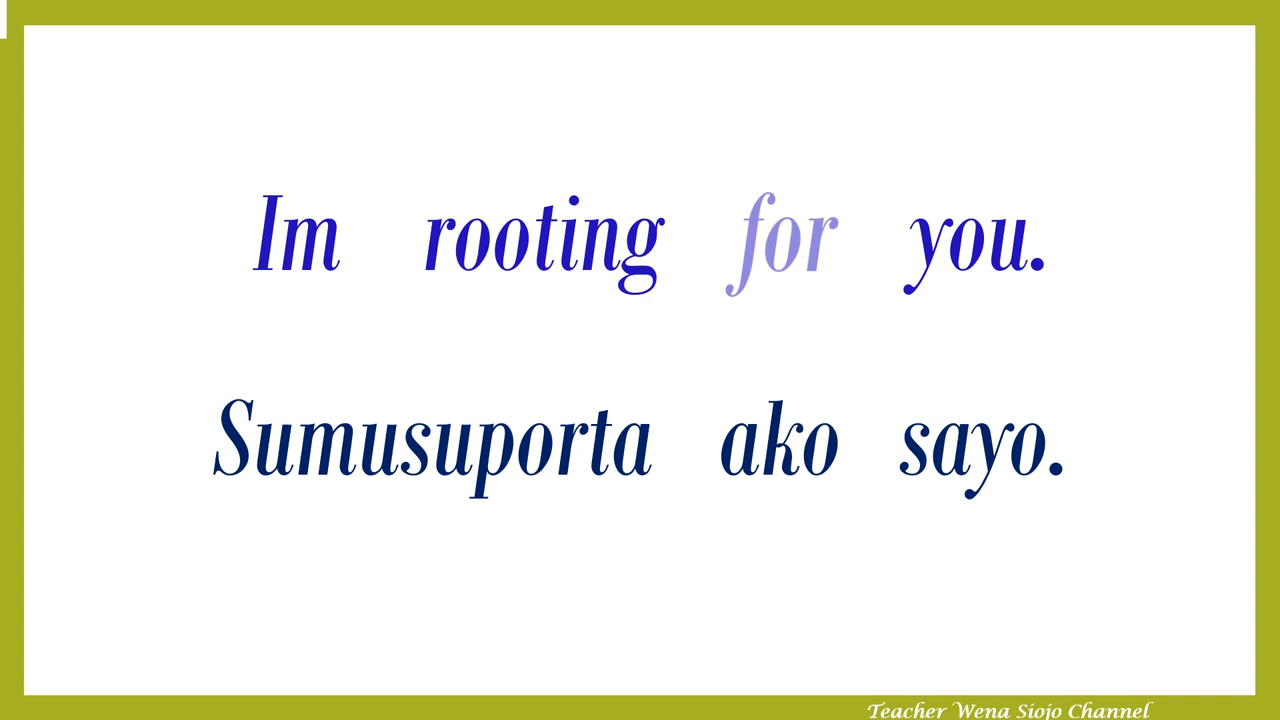 Im rooting for you.
Sumusuporta ako sayo.
Teacher Wena Siojo Channel